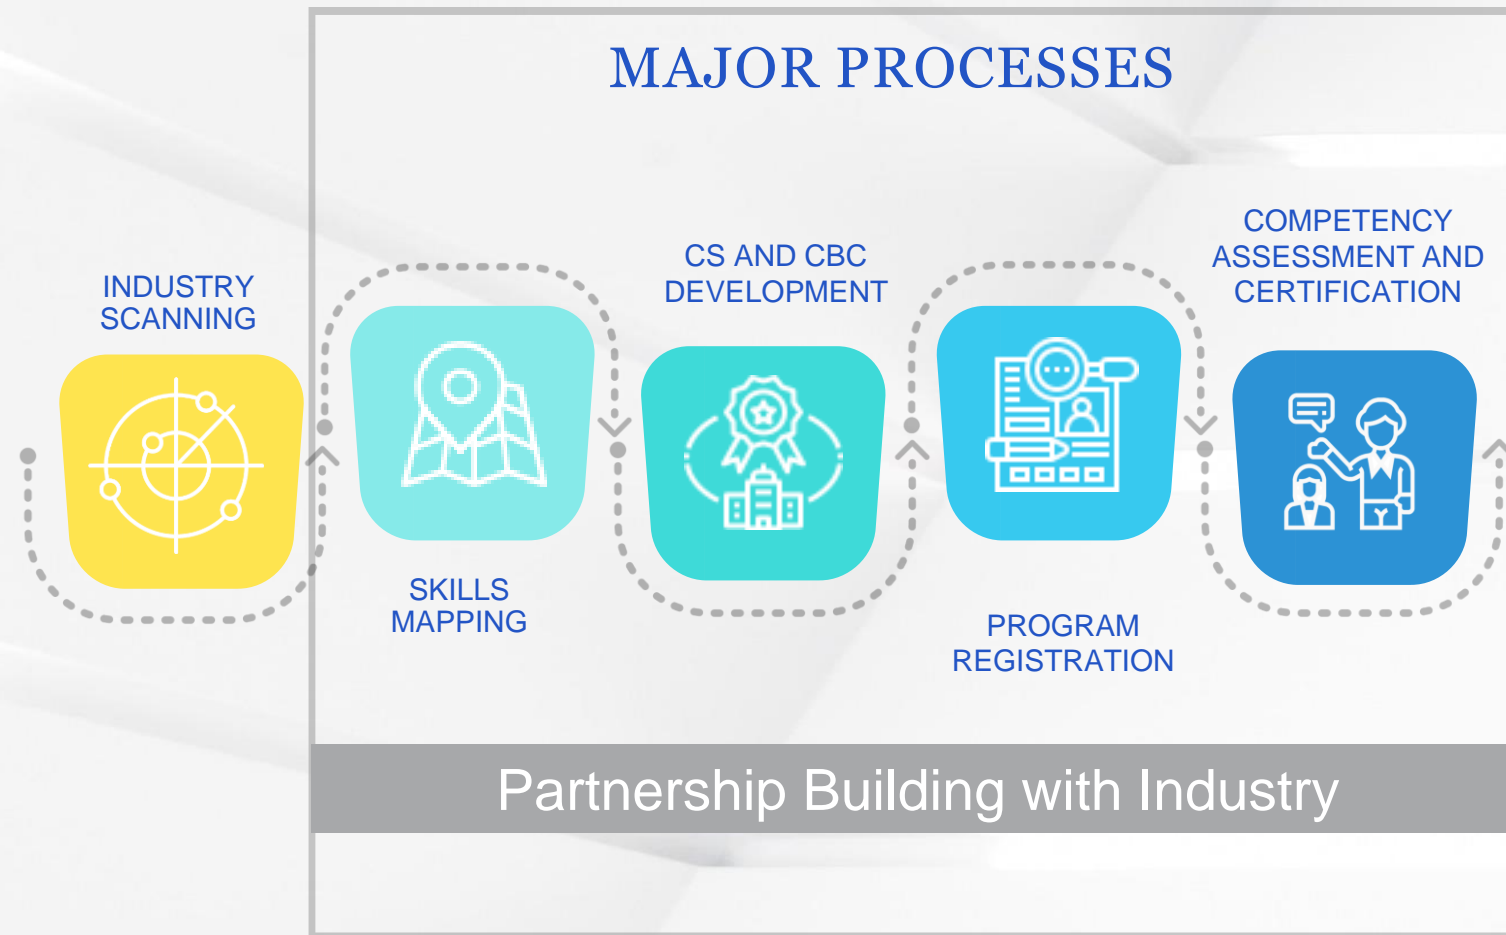 MAJOR PROCESSES
INDUSTRY
SCANNING
SKILLS
MAPPING
CS AND CBC
DEVELOPMENT
PROGRAM
REGISTRATION
COMPETENCY
ASSESSMENT AND
CERTIFICATION
Partnership Building with Industry